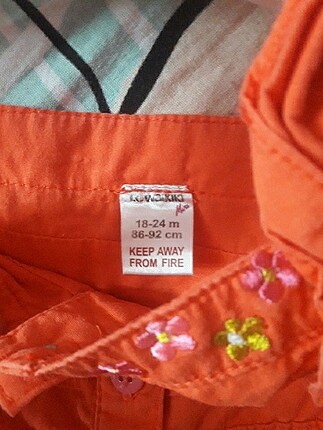 18-24 m
86-92 cm
KEEP AWAY
FROM FIRE